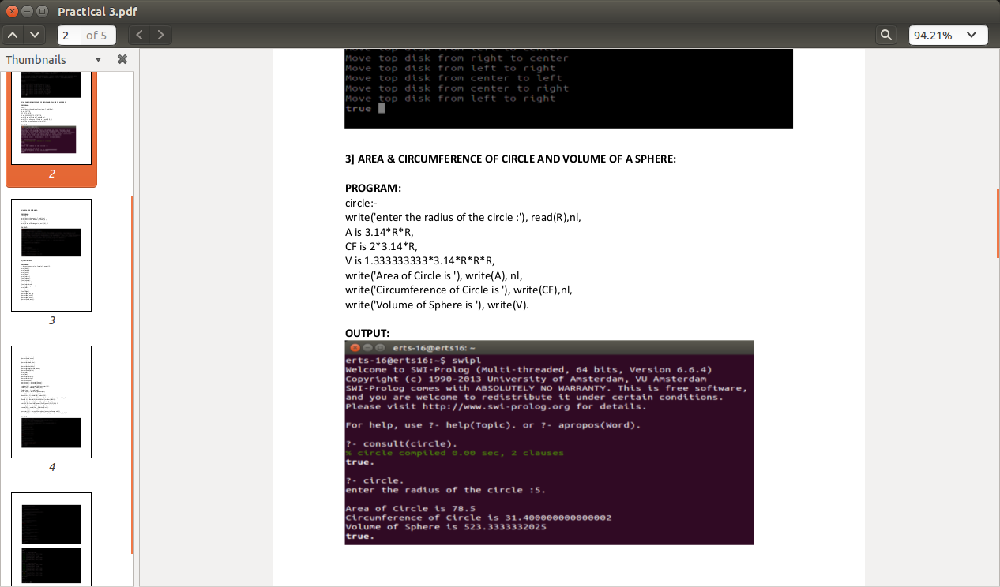 Practical 3.pdf
2 of 5
94.21%
Thumbnails
2
3
4
Move top disk from left to center
Move top disk from right to center
Move top disk from left to right
Move top disk from center to left
Move top disk from center to right
Move top disk from left to right
true
3] AREA & CIRCUMFERENCE OF CIRCLE AND VOLUME OF A SPHERE:
PROGRAM:
circle:-
write('enter the radius of the circle :'), read(R),nl,
A is 3.14*R*R,
CF is 2*3.14*R,
V is 1.333333333*3.14*R*R*R,
write('Area of Circle is '), write(A), nl,
write('Circumference of Circle is '), write(CF),nl,
write('Volume of Sphere is '), write(V).
OUTPUT:
erts-16@erts16: ~
erts-16@erts16:~$ swipl
Welcome to SWI-Prolog (Multi-threaded, 64 bits, Version 6.6.4)
Copyright (c) 1990-2013 University of Amsterdam, VU Amsterdam
SWI-Prolog comes with ABSOLUTELY NO WARRANTY. This is free software,
and you are welcome to redistribute it under certain conditions.
Please visit http://www.swi-prolog.org for details.
For help, use ?- help(Topic). or ?- apropos(Word).
?- consult(circle).
% circle compiled 0.00 sec, 2 clauses
true.
?- circle.
enter the radius of the circle :5.
Area of Circle is 78.5
Circumference of Circle is 31.400000000000002
Volume of Sphere is 523.3333332025
true.